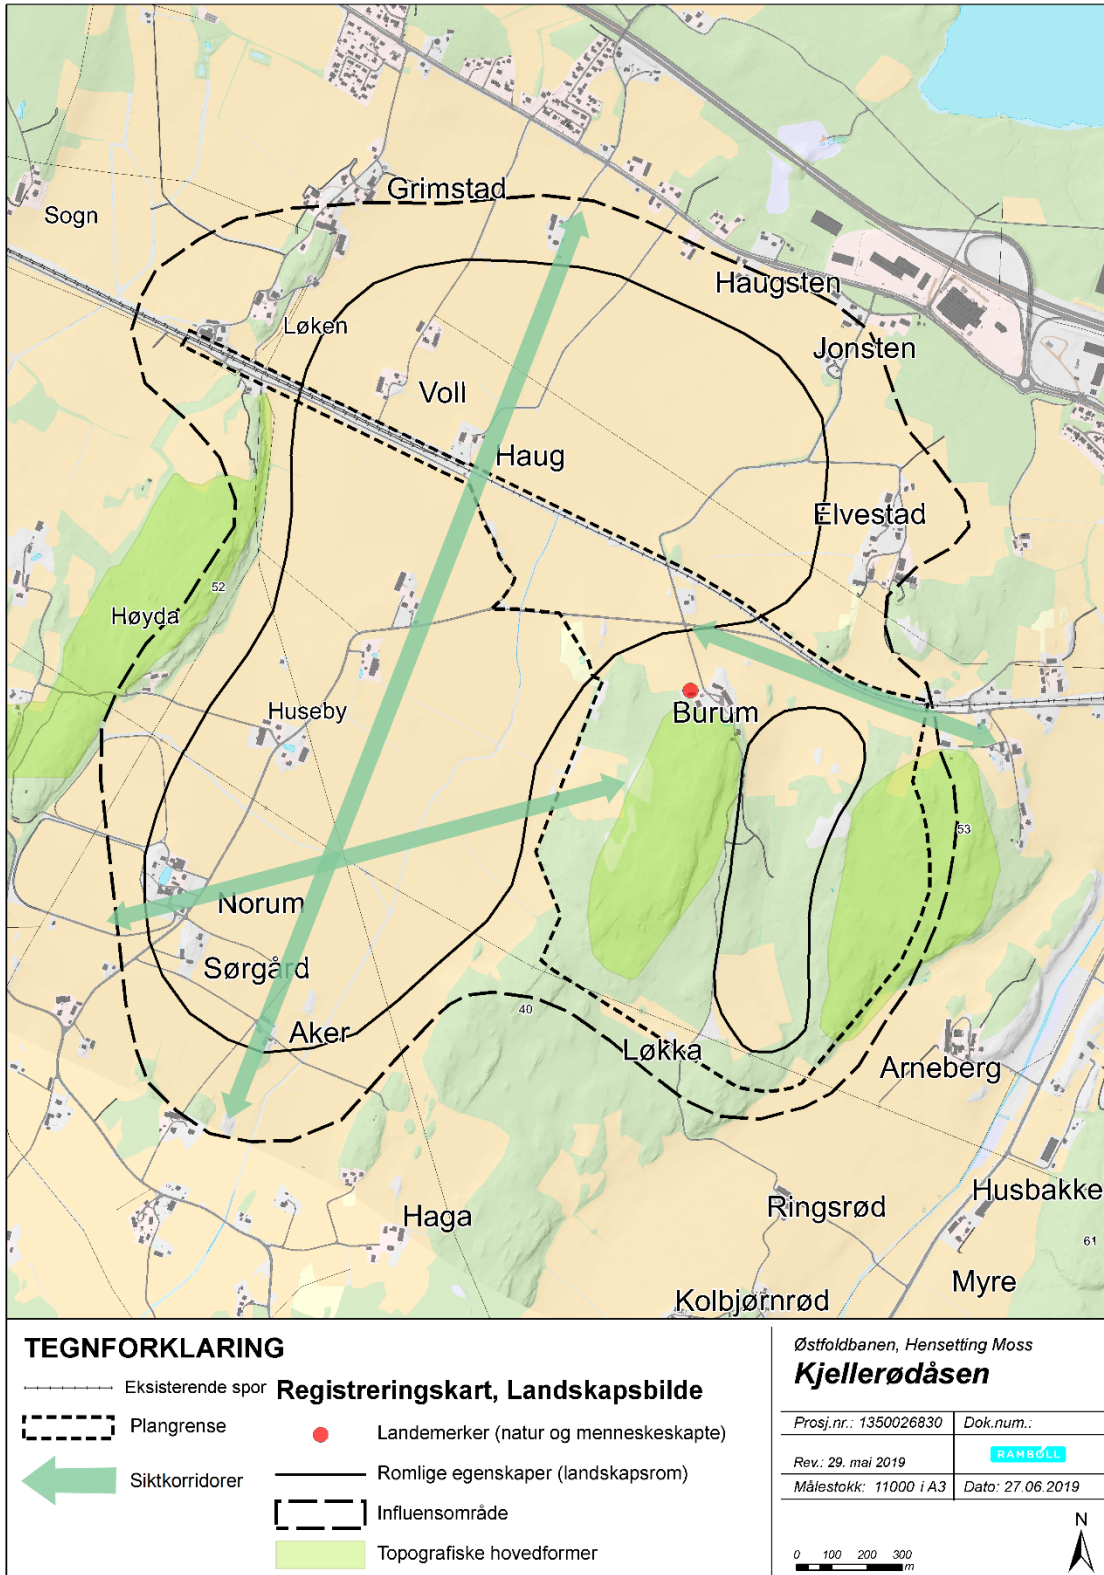 Grimstad
Sogn
Haugsten
Løken
Jonsten
Voll
Haug
Elvestad
52
Høyda
Huseby
Burum
53
Norum
Sørgård
40
Aker
Løkka
Arneberg
Husbakke
Ringsrød
Haga
61
Myre
Kolbjørnrød
TEGNFORKLARING
Eksisterende spor
Plangrense
Siktkorridorer
Registreringskart, Landskapsbilde
Landemerker (natur og menneskeskapte)
Romlige egenskaper (landskapsrom)
Influensområde
Topografiske hovedformer
Østfoldbanen, Hensetting Moss
Kjellerødåsen
Prosj.nr.: 1350026830 Dok.num.:
Rev.: 29. mai 2019 RAMBOLL
Målestokk: 11000 i A3 Dato: 27.06.2019
N
0 100 200 300
m